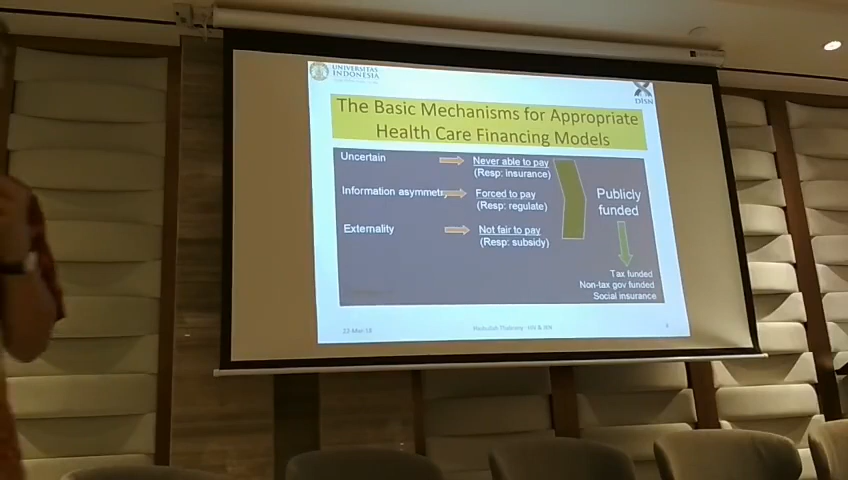 UNIVERSITAS
INDONESIA
DJSN
The Basic Mechanisms for Appropriate
Health Care Financing Models
Uncertain
Never able to pay
(Resp: insurance)
Information asymmetry
Forced to pay
(Resp: regulate)
Externality
Not fair to pay
(Resp: subsidy)
Publicly
funded
Tax funded
Non-tax gov funded
Social insurance